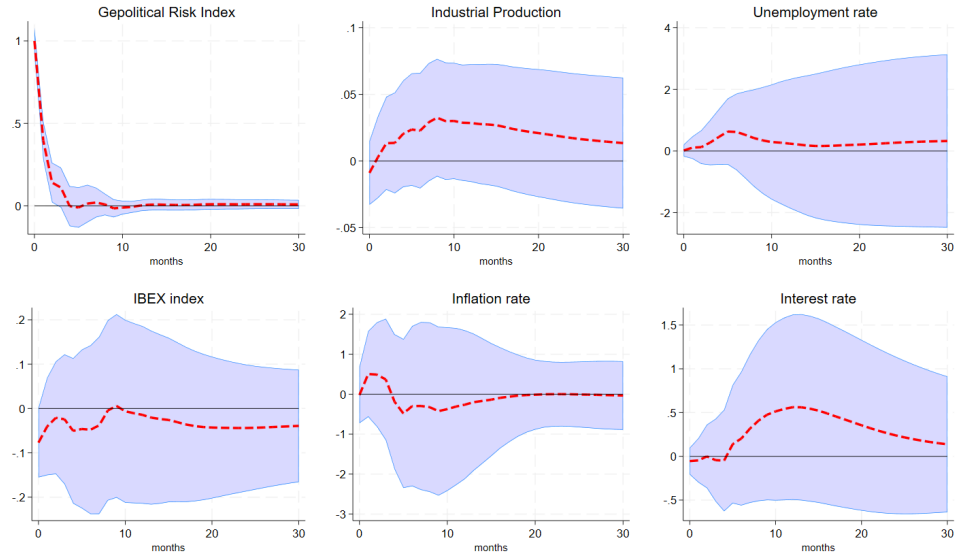 Gepolitical Risk Index
1
.5
0
0 10 20 30
months
Industrial Production
.1
.05
0
-.05
0 10 20 30
months
Unemployment rate
4
2
0
-2
0 10 20 30
months
IBEX index
.2
.1
0
-.1
-.2
0 10 20 30
months
Inflation rate
2
1
0
-1
-2
-3
0 10 20 30
months
Interest rate
1.5
1
.5
0
-.5
0 10 20 30
months